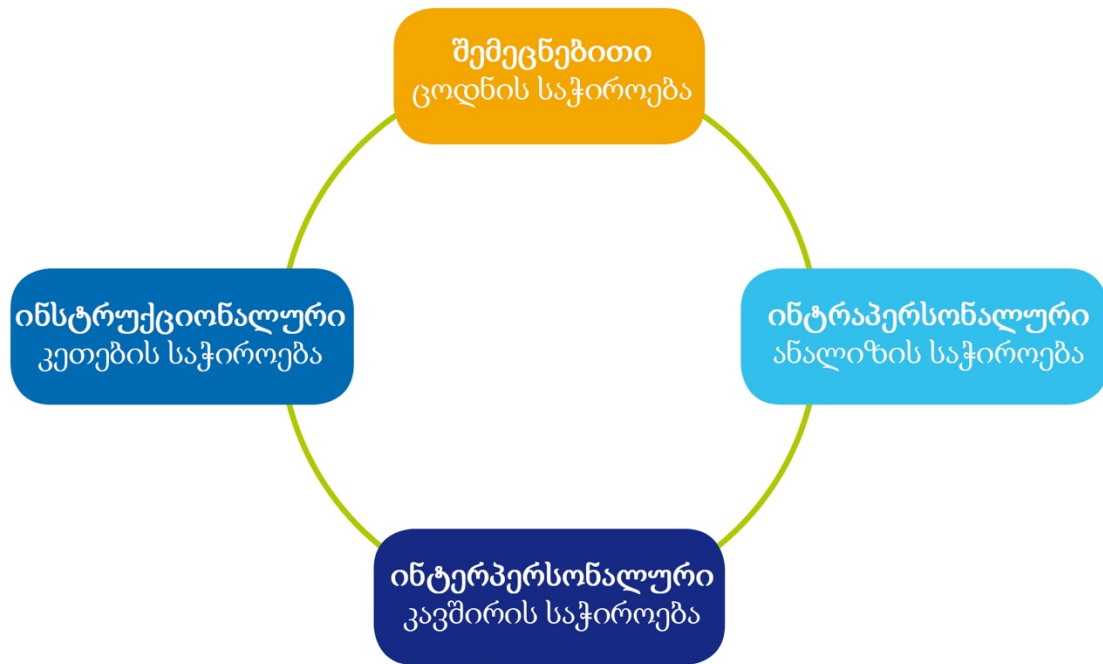 შემეცნებითი
ცოდნის საჭიროება
ინსტრუქციონალური
კეთების საჭიროება
ინტრაპერსონალური
ანალიზის საჭიროება
ინტერპერსონალური
კავშირის საჭიროება